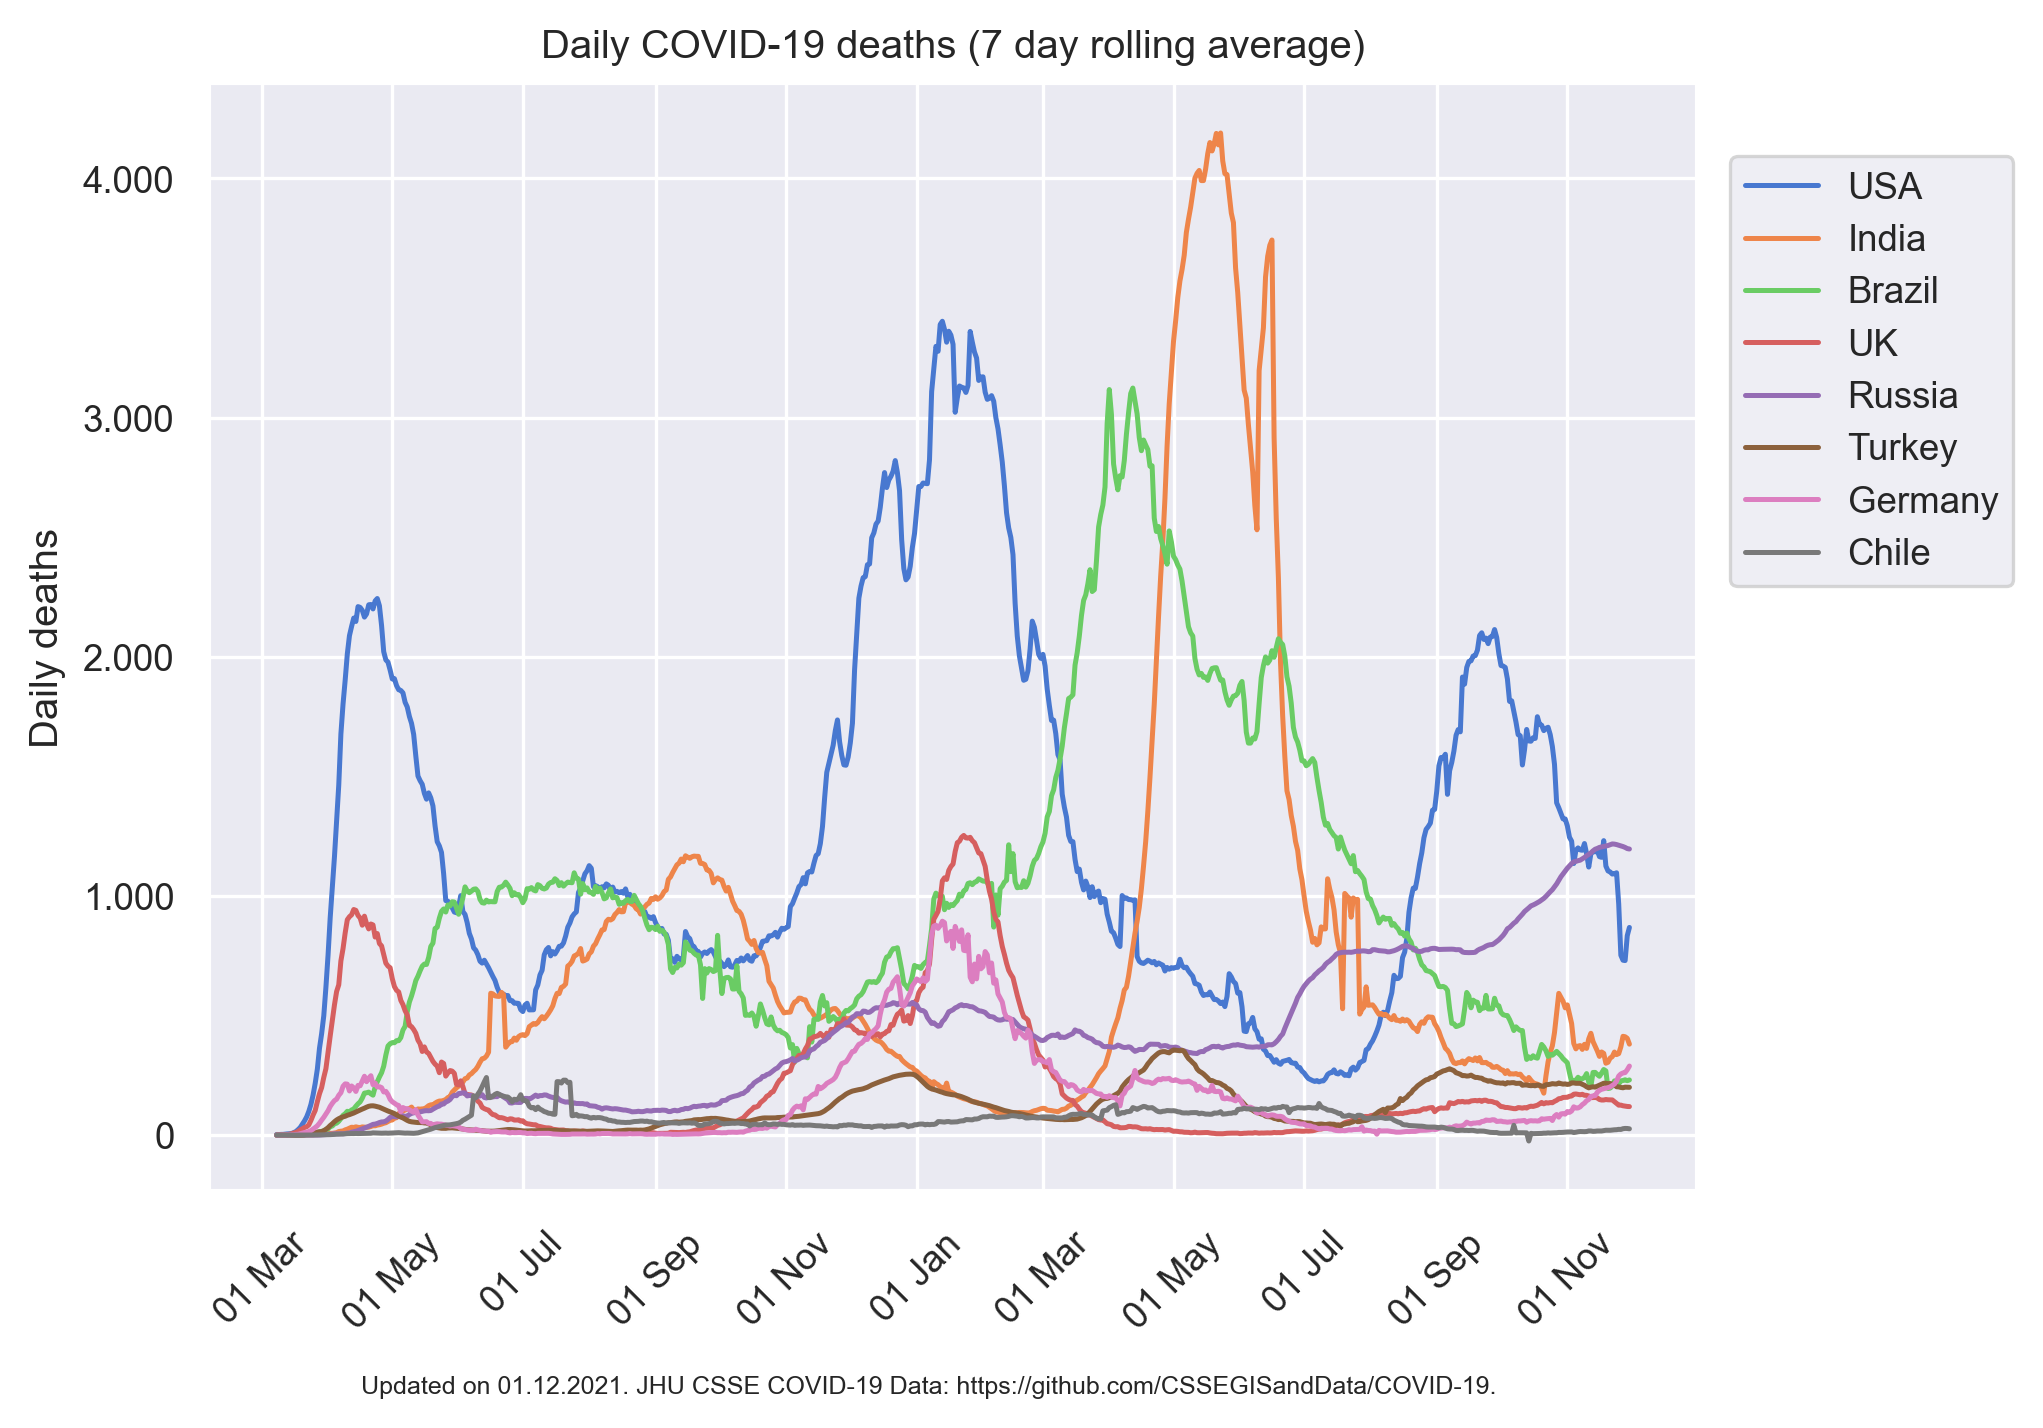 Daily COVID-19 deaths (7 day rolling average)
Daily deaths
4.000
3.000
2.000
1.000
0
01 Mar
01 May
01 Jul
01 Sep
01 Nov
01 Jan
01 Mar
01 May
01 Jul
01 Sep
01 Nov
USA
India
Brazil
UK
Russia
Turkey
Germany
Chile
Updated on 01.12.2021. JHU CSSE COVID-19 Data: https://github.com/CSSEGISandData/COVID-19.